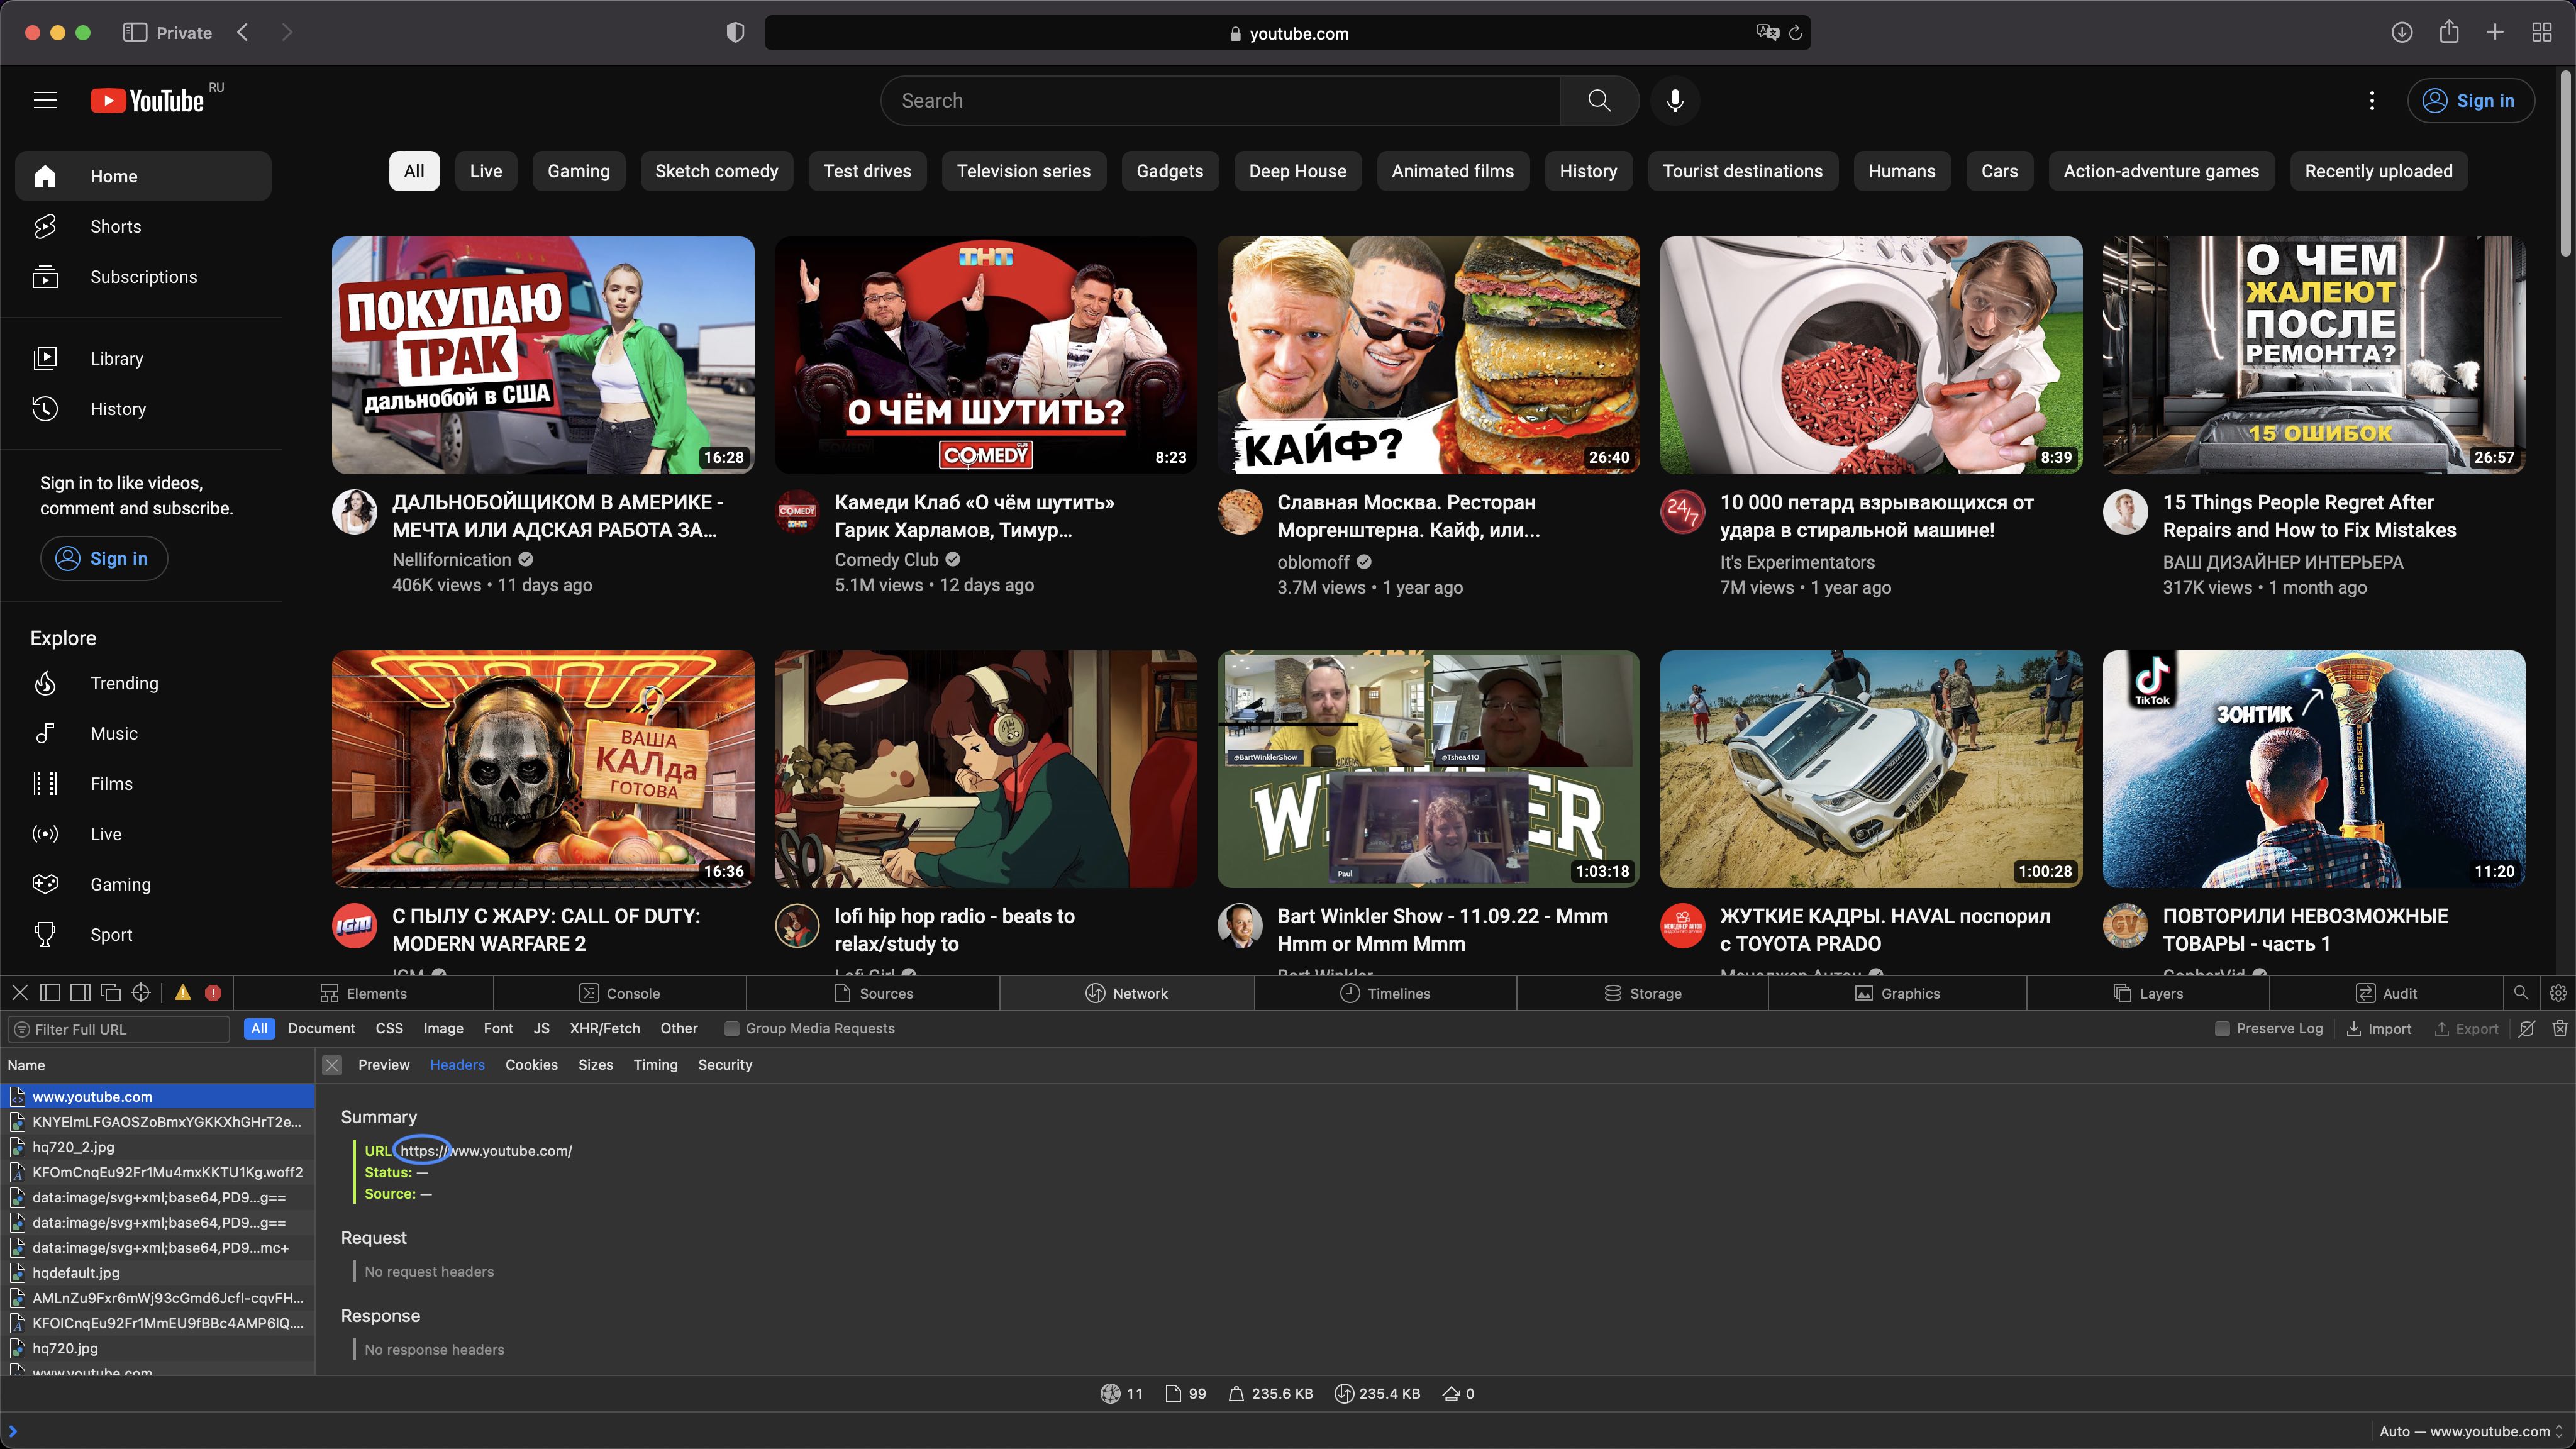 Private
youtube.com
YouTube RU
Search
Sign in
Home
Shorts
Subscriptions
Library
History
Sign in to like videos,
comment and subscribe.
Sign in
Explore
Trending
Music
Films
Live
Gaming
Sport
All Live Gaming Sketch comedy Test drives Television series Gadgets Deep House Animated films History Tourist destinations Humans Cars Action-adventure games Recently uploaded
ПОКУПАЮ
ТРАК
дальнобой в США
16:28
ДАЛЬНОБОЙЩИКОМ В АМЕРИКЕ -
МЕЧТА ИЛИ АДСКАЯ РАБОТА ЗА...
Nellifornication
406K views • 11 days ago
ТНТ
О ЧЁМ ШУТИТЬ?
COMEDY CLUB
8:23
Камеди Клаб «О чём шутить»
Гарик Харламов, Тимур...
Comedy Club
5.1M views • 12 days ago
КАЙФ?
26:40
Славная Москва. Ресторан
Моргенштерна. Кайф, или...
oblomoff
3.7M views • 1 year ago
8:39
24/7
10 000 петард взрывающихся от
удара в стиральной машине!
It's Experimentators
7M views • 1 year ago
О ЧЕМ
ЖАЛЕЮТ
ПОСЛЕ
РЕМОНТА?
15 ОШИБОК
26:57
15 Things People Regret After
Repairs and How to Fix Mistakes
ВАШ ДИЗАЙНЕР ИНТЕРЬЕРА
317K views • 1 month ago
ВАША
КАЛда
ГОТОВА
16:36
IGM
С ПЫЛУ С ЖАРУ: CALL OF DUTY:
MODERN WARFARE 2
IGM
lofi hip hop radio - beats to
relax/study to
Lofi Girl
@BartWinklerShow
@Tshea410
Paul
1:03:18
Bart Winkler Show - 11.09.22 - Mmm
Hmm or Mmm Mmm
Bart Winkler
1:00:28
ЖУТКИЕ КАДРЫ. HAVAL поспорил
с TOYOTA PRADO
Менеджер Антон
TikTok
ЗОНТИК
11:20
GV
ПОВТОРИЛИ НЕВОЗМОЖНЫЕ
ТОВАРЫ - часть 1
GopherVid
Elements Console Sources Network Timelines Storage Graphics Layers Audit
Filter Full URL All Document CSS Image Font JS XHR/Fetch Other Group Media Requests Preserve Log Import Export
Name
www.youtube.com
KNYEImLFGAOSZoBmxYGKKXhGHrT2e...
hq720_2.jpg
KFOmCnqEu92Fr1Mu4mxKKTU1Kg.woff2
data:image/svg+xml;base64,PD9...g==
data:image/svg+xml;base64,PD9...g==
data:image/svg+xml;base64,PD9...mc+
hqdefault.jpg
AMLnZu9Fxr6mWj93cGmd6JcfI-cqvFH...
KFOlCnqEu92Fr1MmEU9fBBc4AMP6lQ....
hq720.jpg
www.youtube.com
Preview Headers Cookies Sizes Timing Security
Summary
URL: https://www.youtube.com/
Status: —
Source: —
Request
No request headers
Response
No response headers
11 99 235.6 KB 235.4 KB 0
Auto — www.youtube.com